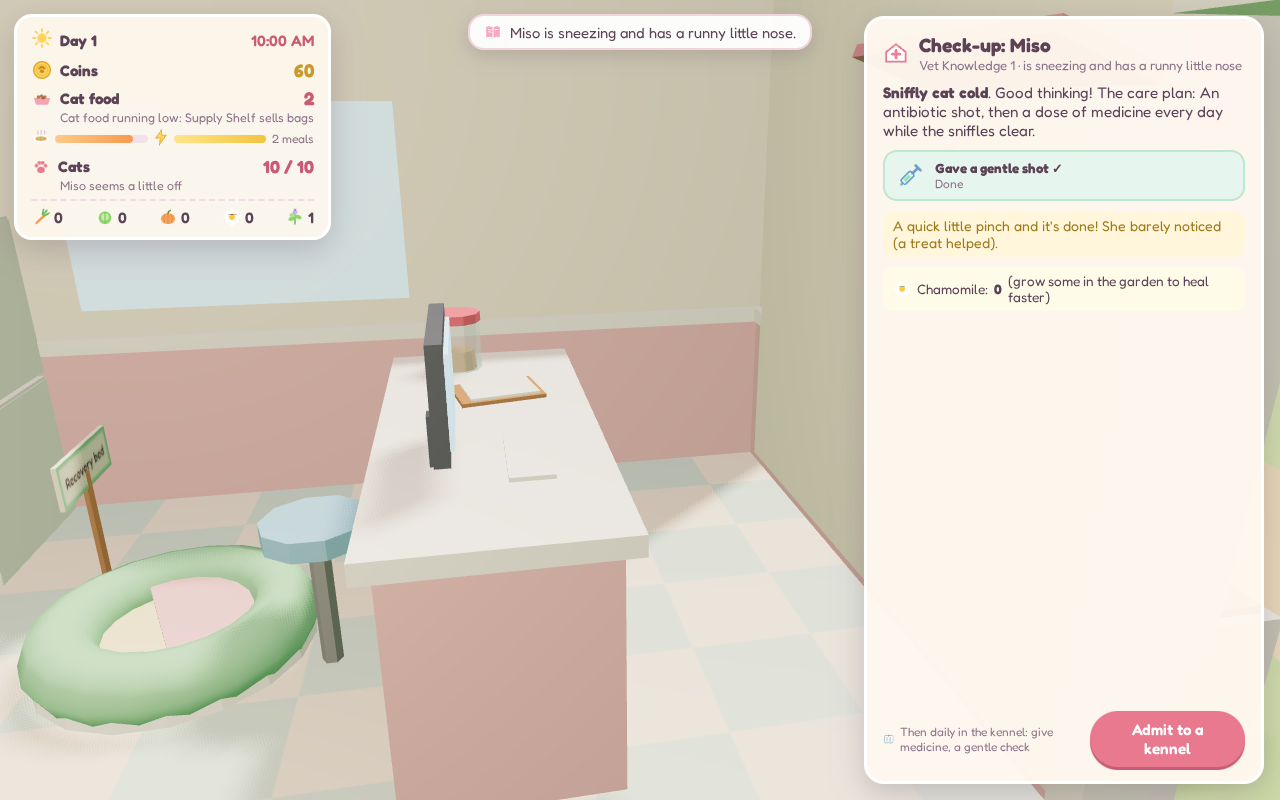 Day 1 10:00 AM
Coins 60
Cat food 2
Cat food running low: Supply Shelf sells bags
2 meals
Cats 10 / 10
Miso seems a little off
0 0 0 0 1
Miso is sneezing and has a runny little nose.
Recovery bed
Check-up: Miso
Vet Knowledge 1 · is sneezing and has a runny little nose
Sniffly cat cold. Good thinking! The care plan: An
antibiotic shot, then a dose of medicine every day
while the sniffles clear.
Gave a gentle shot ✓
Done
A quick little pinch and it's done! She barely noticed
(a treat helped).
Chamomile: 0 (grow some in the garden to heal
faster)
Then daily in the kennel: give
medicine, a gentle check
Admit to a
kennel